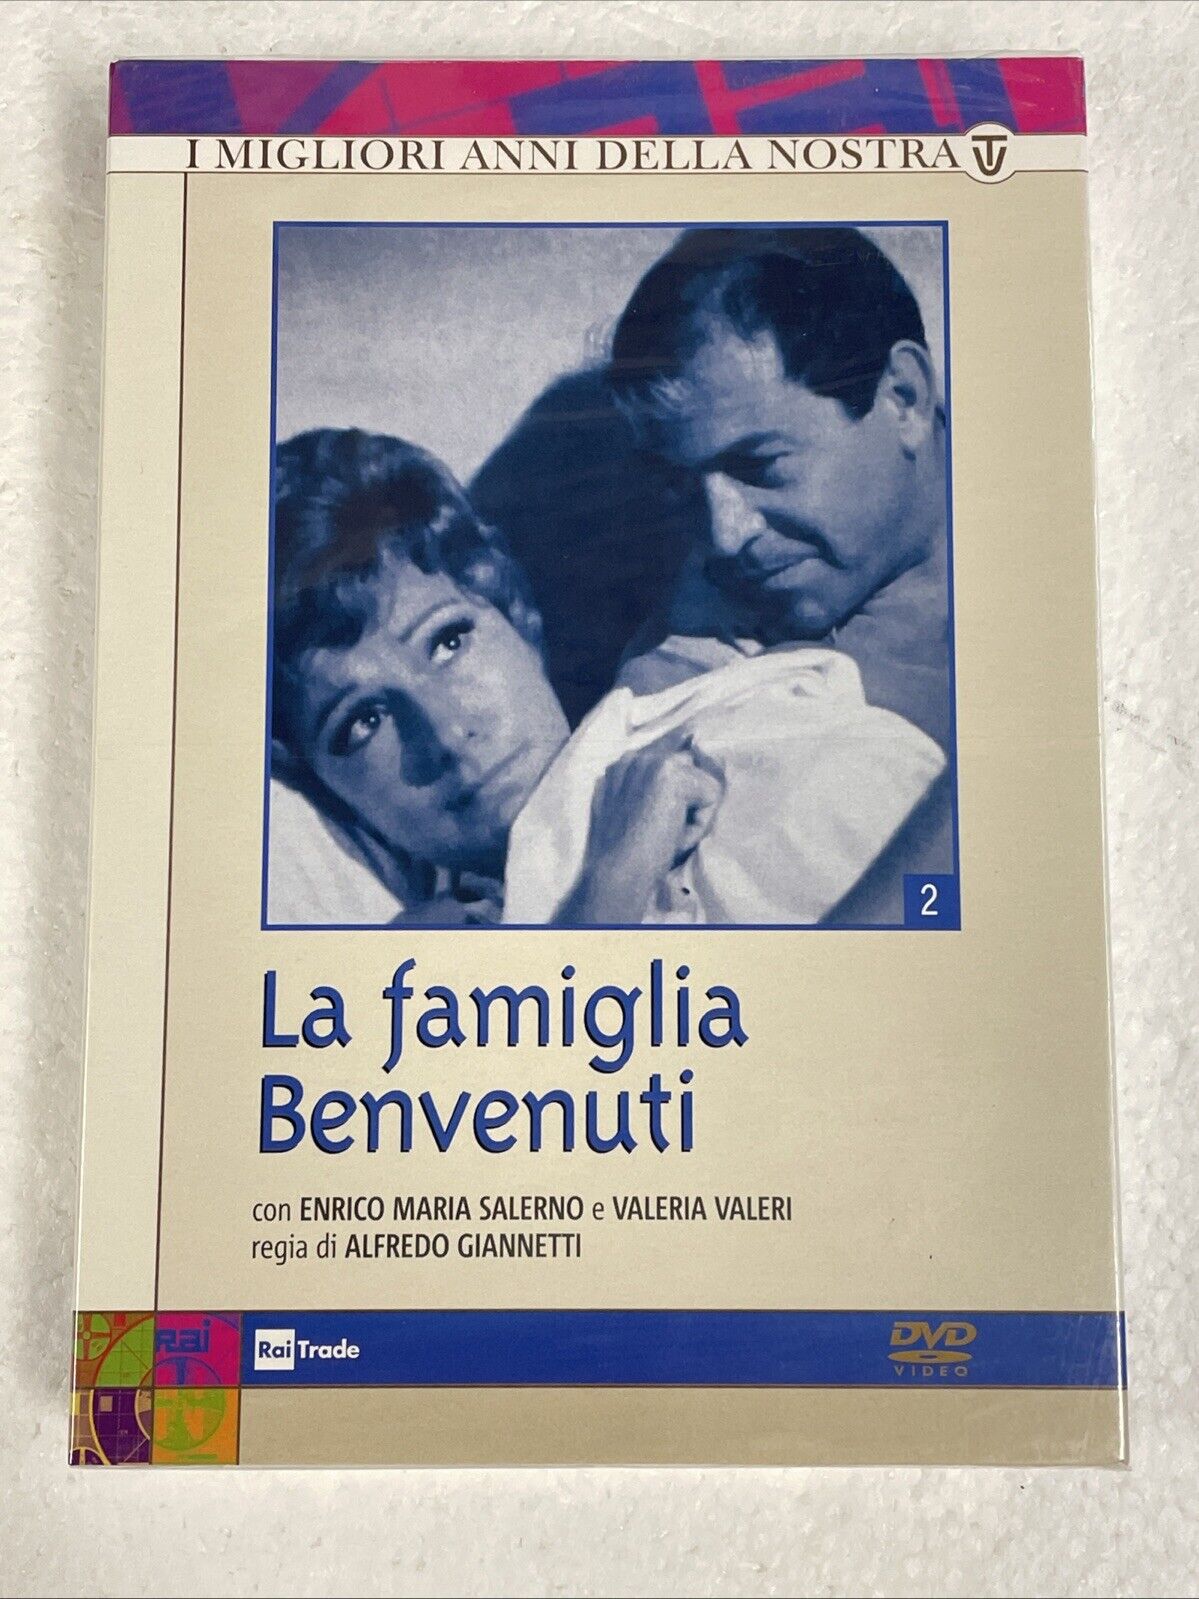 I MIGLIORI ANNI DELLA NOSTRA TV
2
La famiglia
Benvenuti
con ENRICO MARIA SALERNO e VALERIA VALERI
regia di ALFREDO GIANNETTI
Rai
Rai Trade
DVD
VIDEO